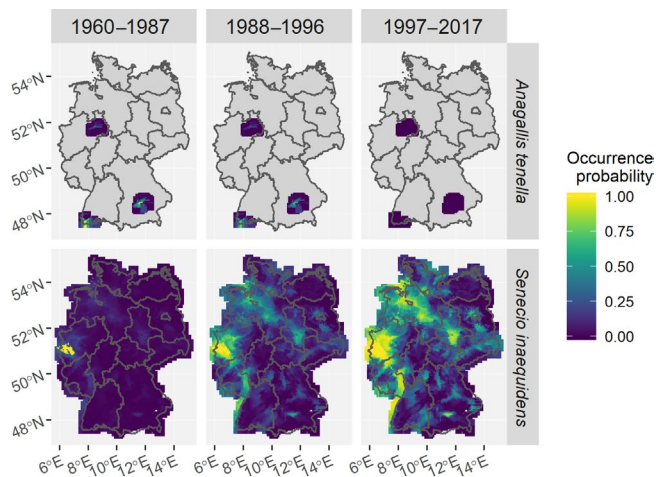 1960–1987
1988–1996
1997–2017
54°N
52°N
50°N
48°N
Anagallis tenella
Occurrence
probability
1.00
0.75
0.50
0.25
0.00
54°N
52°N
50°N
48°N
Senecio inaequidens
6°E 8°E 10°E 12°E 14°E
6°E 8°E 10°E 12°E 14°E
6°E 8°E 10°E 12°E 14°E